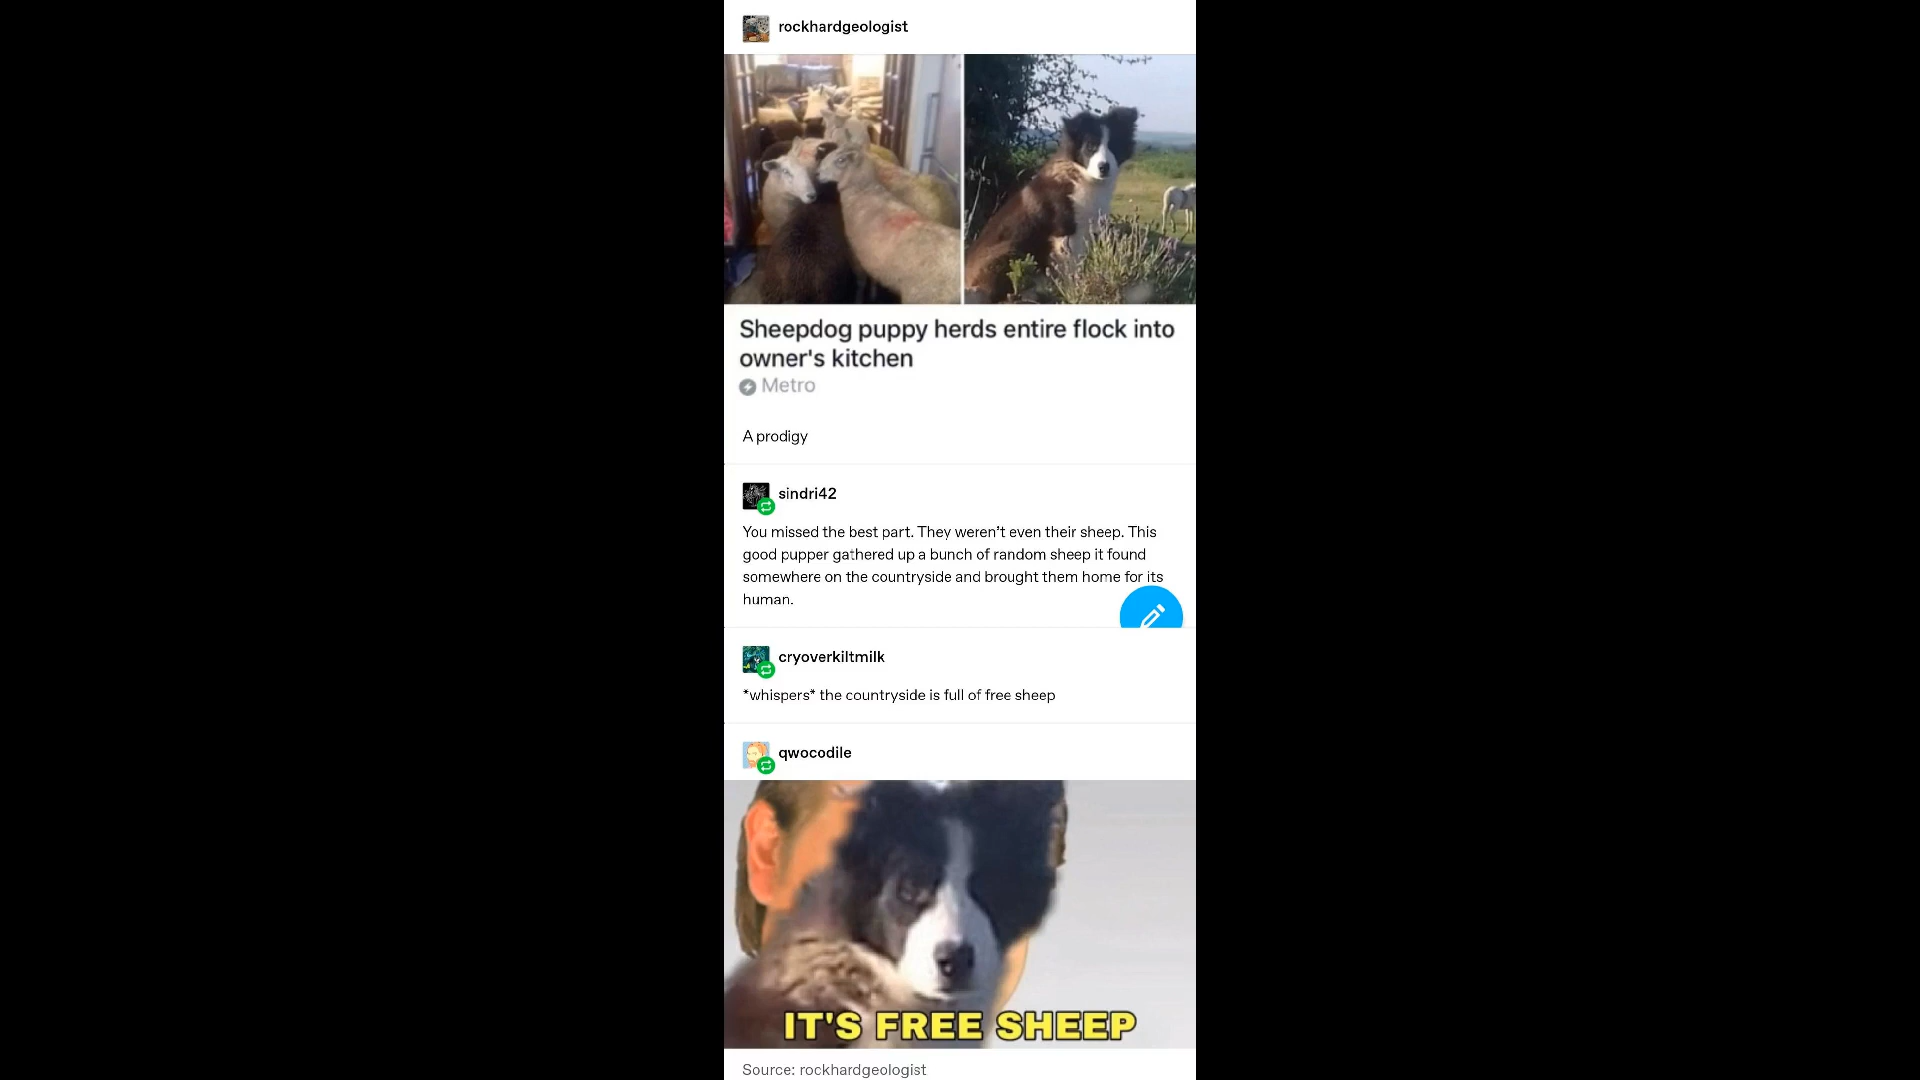 rockhardgeologist
Sheepdog puppy herds entire flock into
owner's kitchen
Metro
A prodigy
sindri42
You missed the best part. They weren’t even their sheep. This
good pupper gathered up a bunch of random sheep it found
somewhere on the countryside and brought them home for its
human.
cryoverkiltmilk
*whispers* the countryside is full of free sheep
qwocodile
IT'S FREE SHEEP
Source: rockhardgeologist